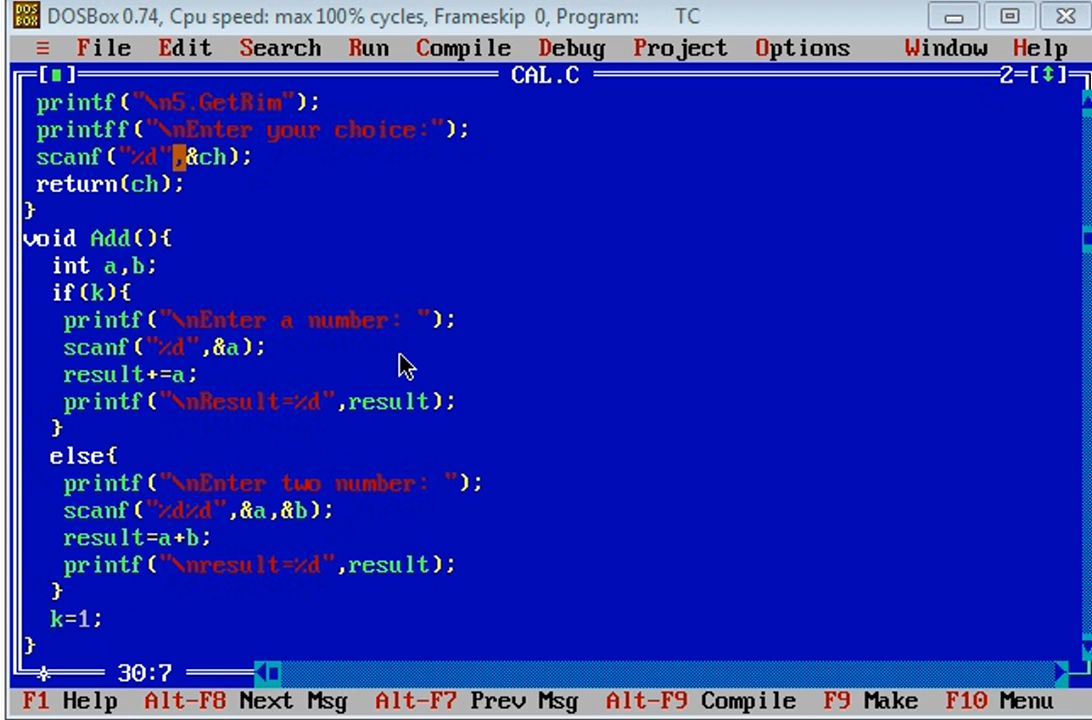 DOSBox 0.74, Cpu speed: max 100% cycles, Frameskip 0, Program: TC
≡ File Edit Search Run Compile Debug Project Options Window Help
[■] CAL.C 2=[↕]
printf("\n5.GetRim");
printff("\nEnter your choice:");
scanf("%d",&ch);
return(ch);
}
void Add(){
int a,b;
if(k){
printf("\nEnter a number: ");
scanf("%d",&a);
result+=a;
printf("\nResult=%d",result);
}
else{
printf("\nEnter two number: ");
scanf("%d%d",&a,&b);
result=a+b;
printf("\nresult=%d",result);
}
k=1;
}
30:7
F1 Help Alt-F8 Next Msg Alt-F7 Prev Msg Alt-F9 Compile F9 Make F10 Menu